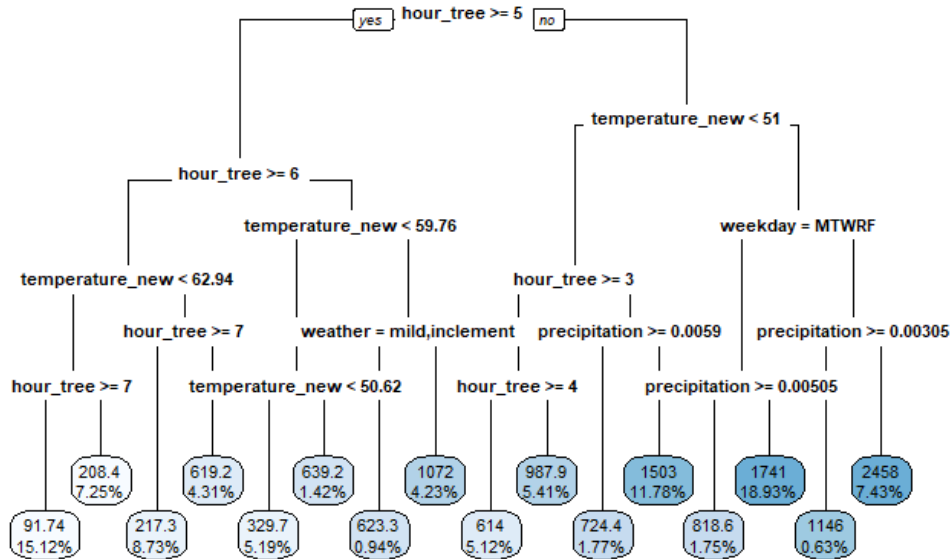 yes hour_tree >= 5 no
temperature_new < 51
hour_tree >= 6
temperature_new < 59.76 weekday = MTWRF
temperature_new < 62.94 hour_tree >= 3
hour_tree >= 7 weather = mild,inclement precipitation >= 0.0059 precipitation >= 0.00305
hour_tree >= 7 temperature_new < 50.62 hour_tree >= 4 precipitation >= 0.00505
208.4 619.2 639.2 1072 987.9 1503 1741 2458
7.25% 4.31% 1.42% 4.23% 5.41% 11.78% 18.93% 7.43%
91.74 217.3 329.7 623.3 614 724.4 818.6 1146
15.12% 8.73% 5.19% 0.94% 5.12% 1.77% 1.75% 0.63%